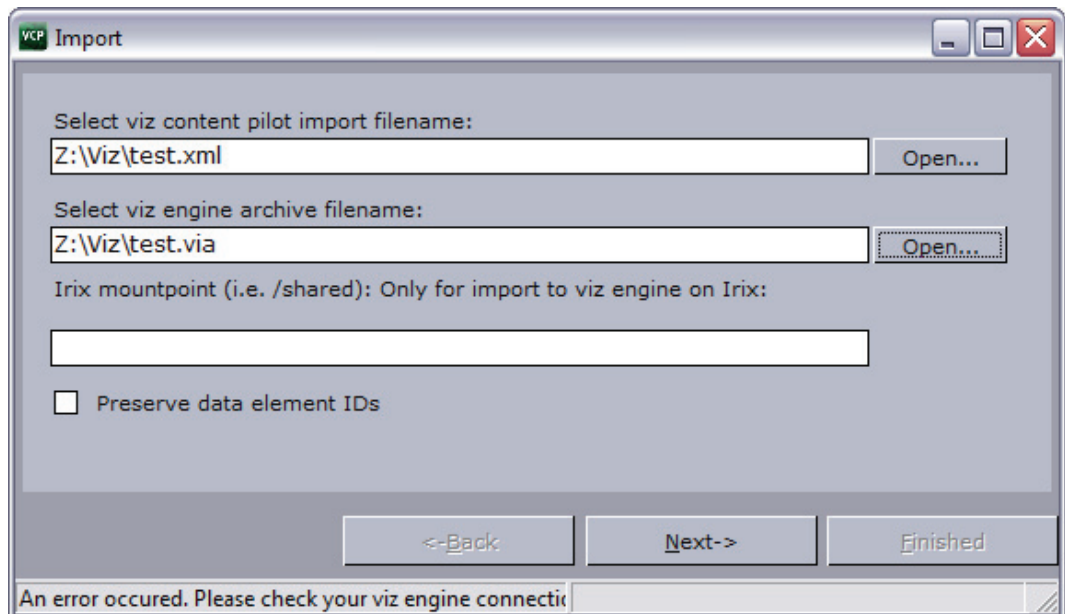 VCP Import
Select viz content pilot import filename:
Z:\Viz\test.xml
Open...
Select viz engine archive filename:
Z:\Viz\test.via
Open...
Irix mountpoint (i.e. /shared): Only for import to viz engine on Irix:
Preserve data element IDs
<-Back Next-> Finished
An error occured. Please check your viz engine connectic